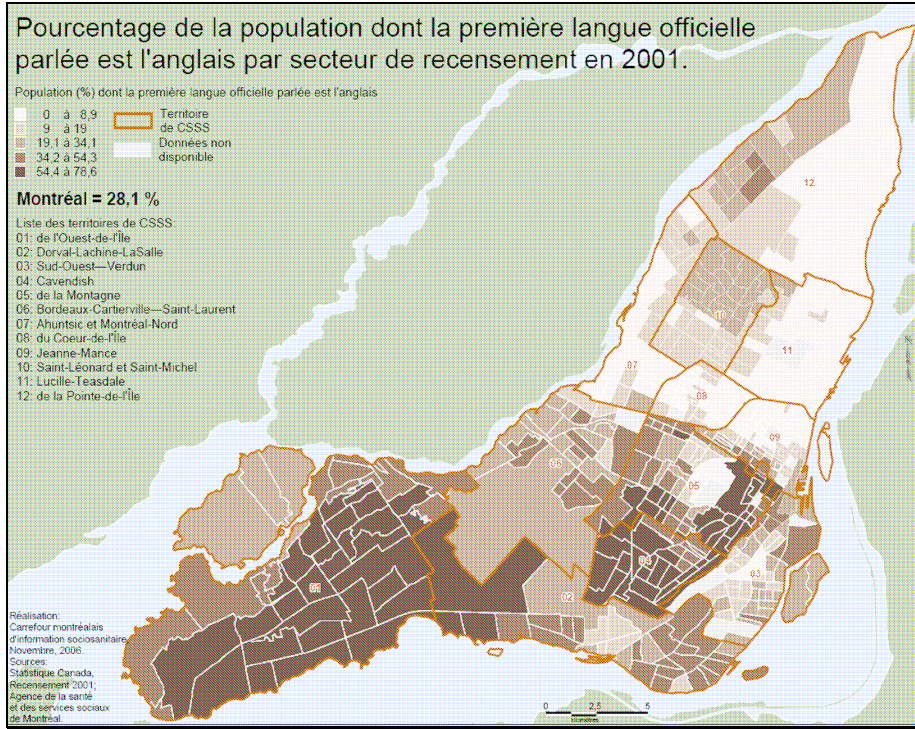 Pourcentage de la population dont la première langue officielle
parlée est l'anglais par secteur de recensement en 2001.
Population (%) dont la première langue officielle parlée est l'anglais
0 à 8,9
9 à 19
19,1 à 34,1
34,2 à 54,3
54,4 à 78,6
Territoire
de CSSS
Données non
disponible
Montréal = 28,1 %
Liste des territoires de CSSS:
01: de l'Ouest-de-l'Île
02: Dorval-Lachine-LaSalle
03: Sud-Ouest—Verdun
04: Cavendish
05: de la Montagne
06: Bordeaux-Cartierville—Saint-Laurent
07: Ahuntsic et Montréal-Nord
08: du Coeur-de-l'Île
09: Jeanne-Mance
10: Saint-Léonard et Saint-Michel
11: Lucille-Teasdale
12: de la Pointe-de-l'Île
12
10
11
07
08
09
06
05
04
03
02
01
Réalisation:
Carrefour montréalais
d'information sociosanitaire
Novembre, 2006.
Sources:
Statistique Canada,
Recensement 2001;
Agence de la santé
et des services sociaux
de Montréal.
0 2,5 5
kilomètres